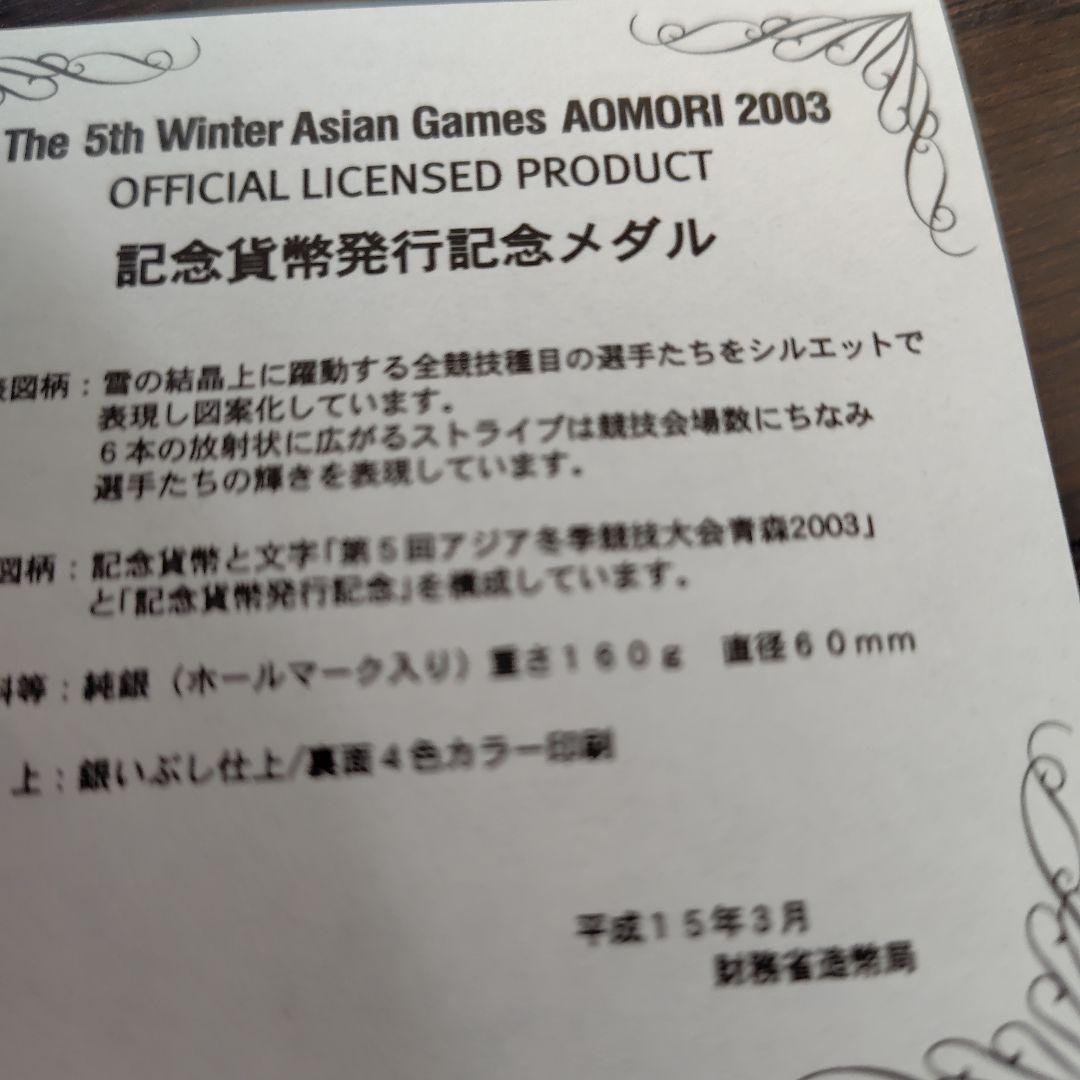 The 5th Winter Asian Games AOMORI 2003
OFFICIAL LICENSED PRODUCT
記念貨幣発行記念メダル
表図柄：雪の結晶上に躍動する全競技種目の選手たちをシルエットで
表現し図案化しています。
６本の放射状に広がるストライプは競技会場数にちなみ
選手たちの輝きを表現しています。
図柄：記念貨幣と文字「第５回アジア冬季競技大会青森2003」
と「記念貨幣発行記念」を構成しています。
料等：純銀（ホールマーク入り）重さ１６０ｇ　直径６０ｍｍ
上：銀いぶし仕上/裏面４色カラー印刷
平成１５年３月
財務省造幣局